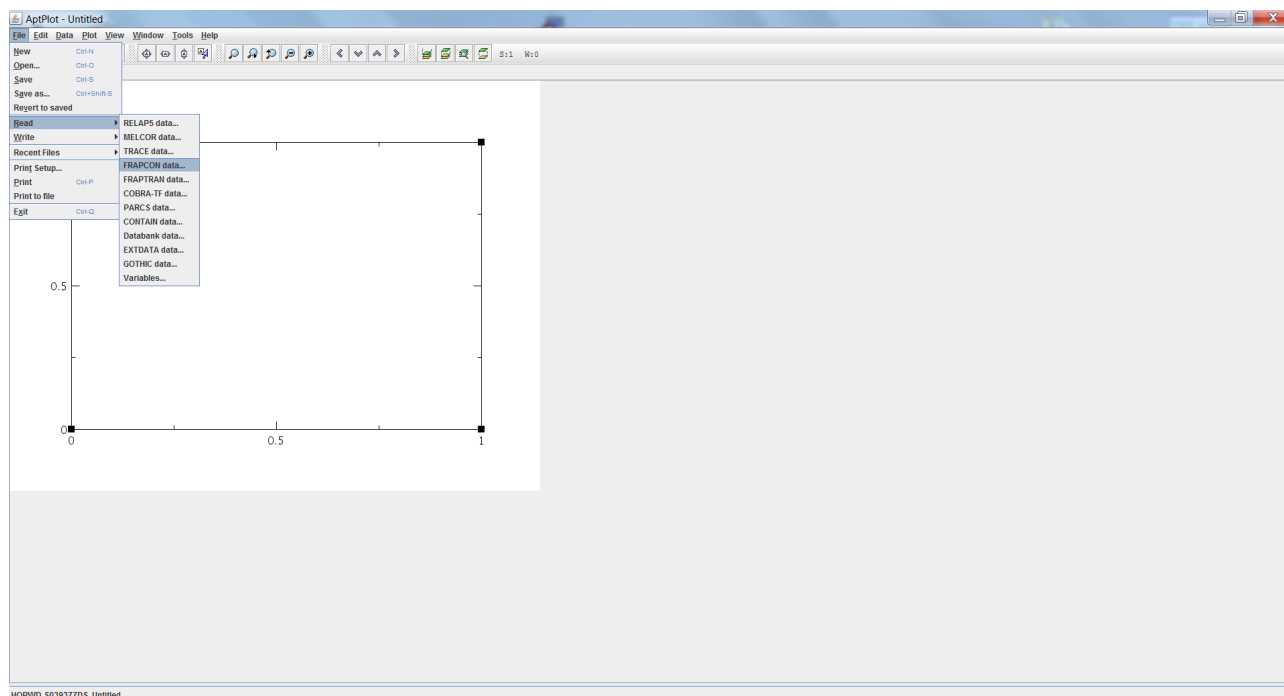 AptPlot - Untitled
File Edit Data Plot View Window Tools Help
S:1 W:0
New Ctrl-N
Open... Ctrl-O
Save Ctrl-S
Save as... Ctrl+Shift-S
Revert to saved
Read
Write
Recent Files
Print Setup...
Print Ctrl-P
Print to file
Exit Ctrl-Q
RELAP5 data...
MELCOR data...
TRACE data...
FRAPCON data...
FRAPTRAN data...
COBRA-TF data...
PARCS data...
CONTAIN data...
Databank data...
EXTDATA data...
GOTHIC data...
Variables...
0.5
0
0 0.5 1